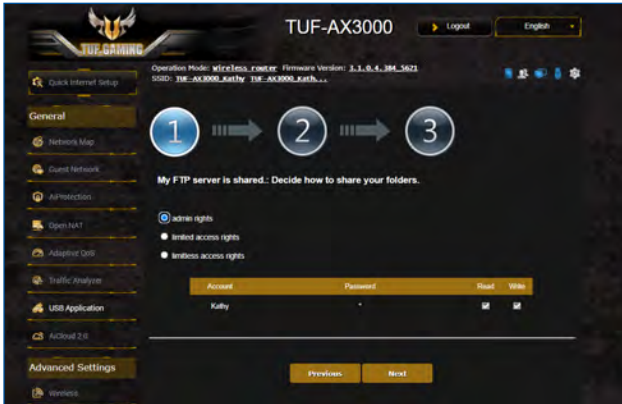 TUF GAMING
TUF-AX3000
Logout
English
Operation Mode: Wireless router Firmware Version: 3.1.0.4.384_5621
SSID: TUF-AX3000_Kathy TUF-AX3000_Kath...
Quick Internet Setup
General
Network Map
Guest Network
AiProtection
Open NAT
Adaptive QoS
Traffic Analyzer
USB Application
AiCloud 2.0
Advanced Settings
Wireless
1
2
3
My FTP server is shared.: Decide how to share your folders.
admin rights
limited access rights
limitless access rights
Account Password Read Write
Kathy *
Previous Next